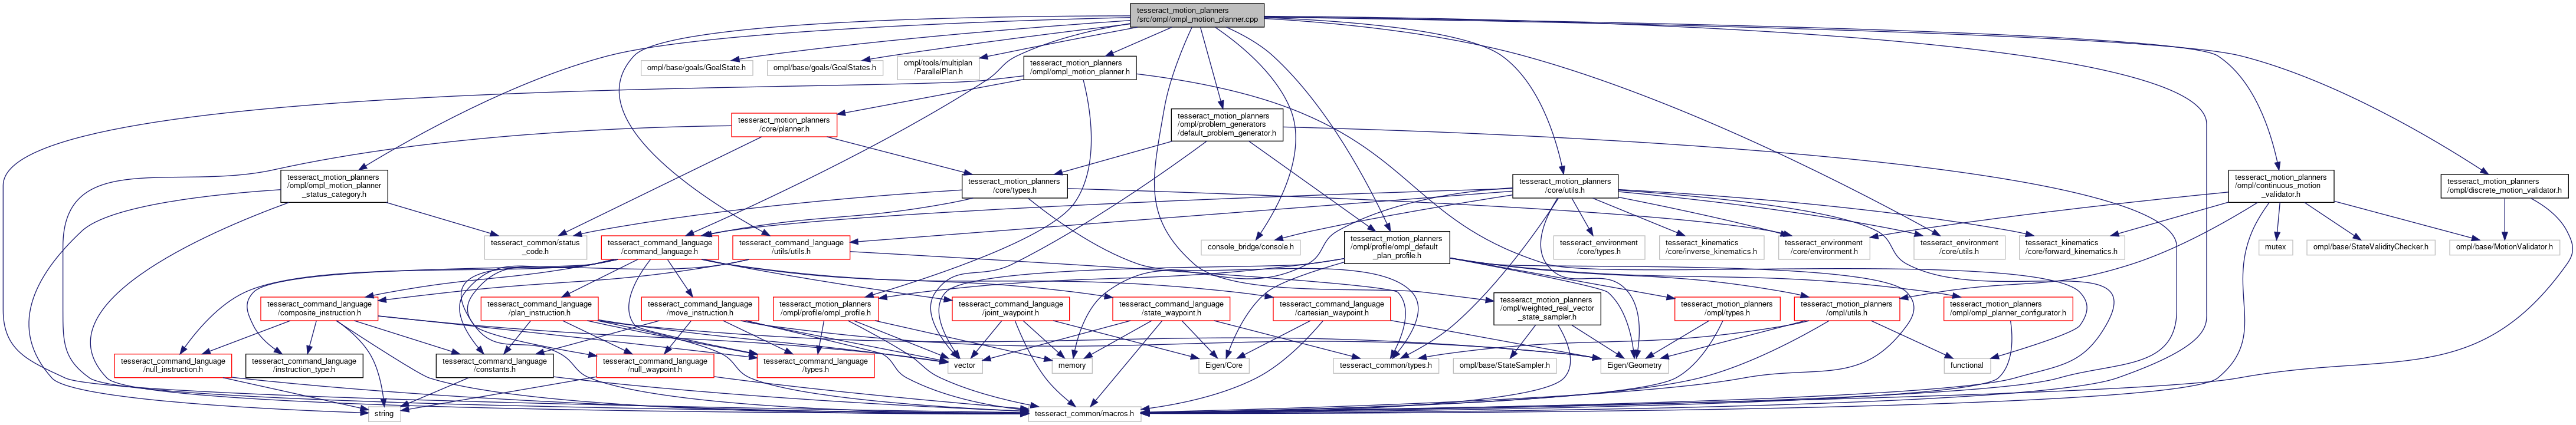 tesseract_motion_planners
/src/ompl/ompl_motion_planner.cpp
ompl/base/goals/GoalState.h
ompl/base/goals/GoalStates.h
ompl/tools/multiplan
/ParallelPlan.h
tesseract_motion_planners
/ompl/ompl_motion_planner.h
tesseract_motion_planners
/core/planner.h
tesseract_motion_planners
/ompl/problem_generators
/default_problem_generator.h
tesseract_motion_planners
/ompl/ompl_motion_planner
_status_category.h
tesseract_motion_planners
/core/types.h
tesseract_motion_planners
/core/utils.h
tesseract_motion_planners
/ompl/continuous_motion
_validator.h
tesseract_motion_planners
/ompl/discrete_motion_validator.h
tesseract_common/status
_code.h
tesseract_command_language
/command_language.h
tesseract_command_language
/utils/utils.h
console_bridge/console.h
tesseract_motion_planners
/ompl/profile/ompl_default
_plan_profile.h
tesseract_environment
/core/types.h
tesseract_kinematics
/core/inverse_kinematics.h
tesseract_environment
/core/environment.h
tesseract_environment
/core/utils.h
tesseract_kinematics
/core/forward_kinematics.h
mutex
ompl/base/StateValidityChecker.h
ompl/base/MotionValidator.h
tesseract_command_language
/composite_instruction.h
tesseract_command_language
/plan_instruction.h
tesseract_command_language
/move_instruction.h
tesseract_motion_planners
/ompl/profile/ompl_profile.h
tesseract_command_language
/joint_waypoint.h
tesseract_command_language
/state_waypoint.h
tesseract_command_language
/cartesian_waypoint.h
tesseract_motion_planners
/ompl/weighted_real_vector
_state_sampler.h
tesseract_motion_planners
/ompl/types.h
tesseract_motion_planners
/ompl/utils.h
tesseract_motion_planners
/ompl/ompl_planner_configurator.h
tesseract_command_language
/null_instruction.h
tesseract_command_language
/instruction_type.h
tesseract_command_language
/constants.h
tesseract_command_language
/null_waypoint.h
tesseract_command_language
/types.h
vector
memory
Eigen/Core
tesseract_common/types.h
ompl/base/StateSampler.h
Eigen/Geometry
functional
string
tesseract_common/macros.h